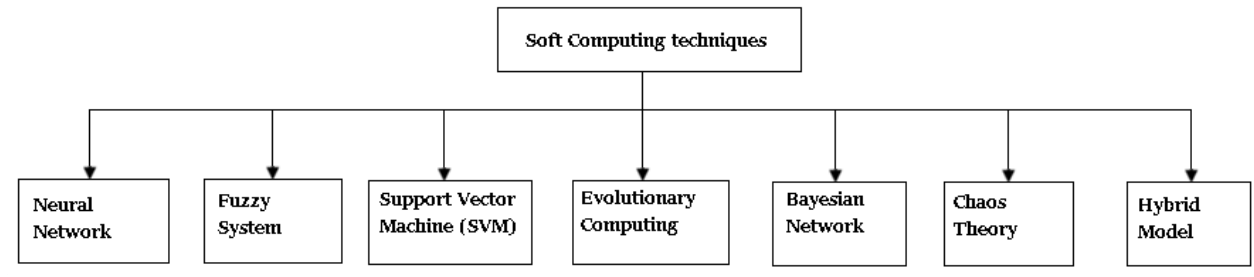 Soft Computing techniques
Neural
Network
Fuzzy
System
Support Vector
Machine (SVM)
Evolutionary
Computing
Bayesian
Network
Chaos
Theory
Hybrid
Model